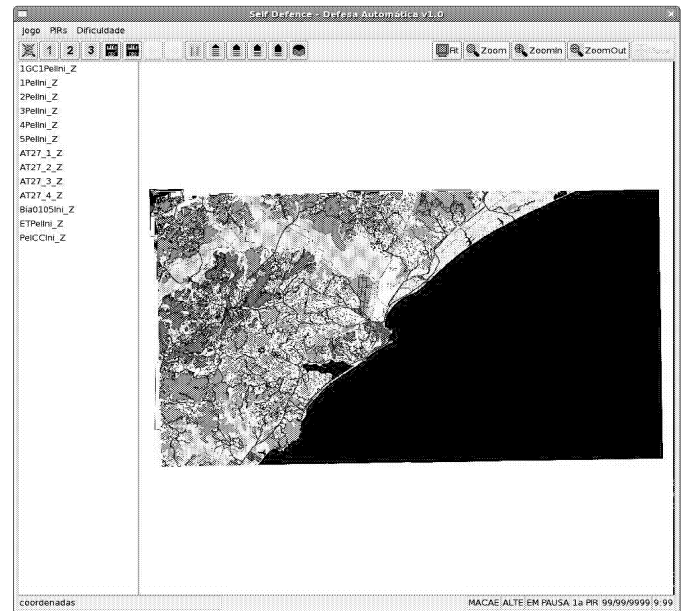 Self Defence - Defesa Automática v1.0
Jogo PIRs Dificuldade
1 2 3 Fit Zoom ZoomIn ZoomOut
1GC1PelIni_Z
1PelIni_Z
2PelIni_Z
3PelIni_Z
4PelIni_Z
5PelIni_Z
AT27_1_Z
AT27_2_Z
AT27_3_Z
AT27_4_Z
Bia0105Ini_Z
ETPelIni_Z
PelCCIni_Z
coordenadas MACAE ALTE EM PAUSA 1a PIR 99/99/9999 9:99